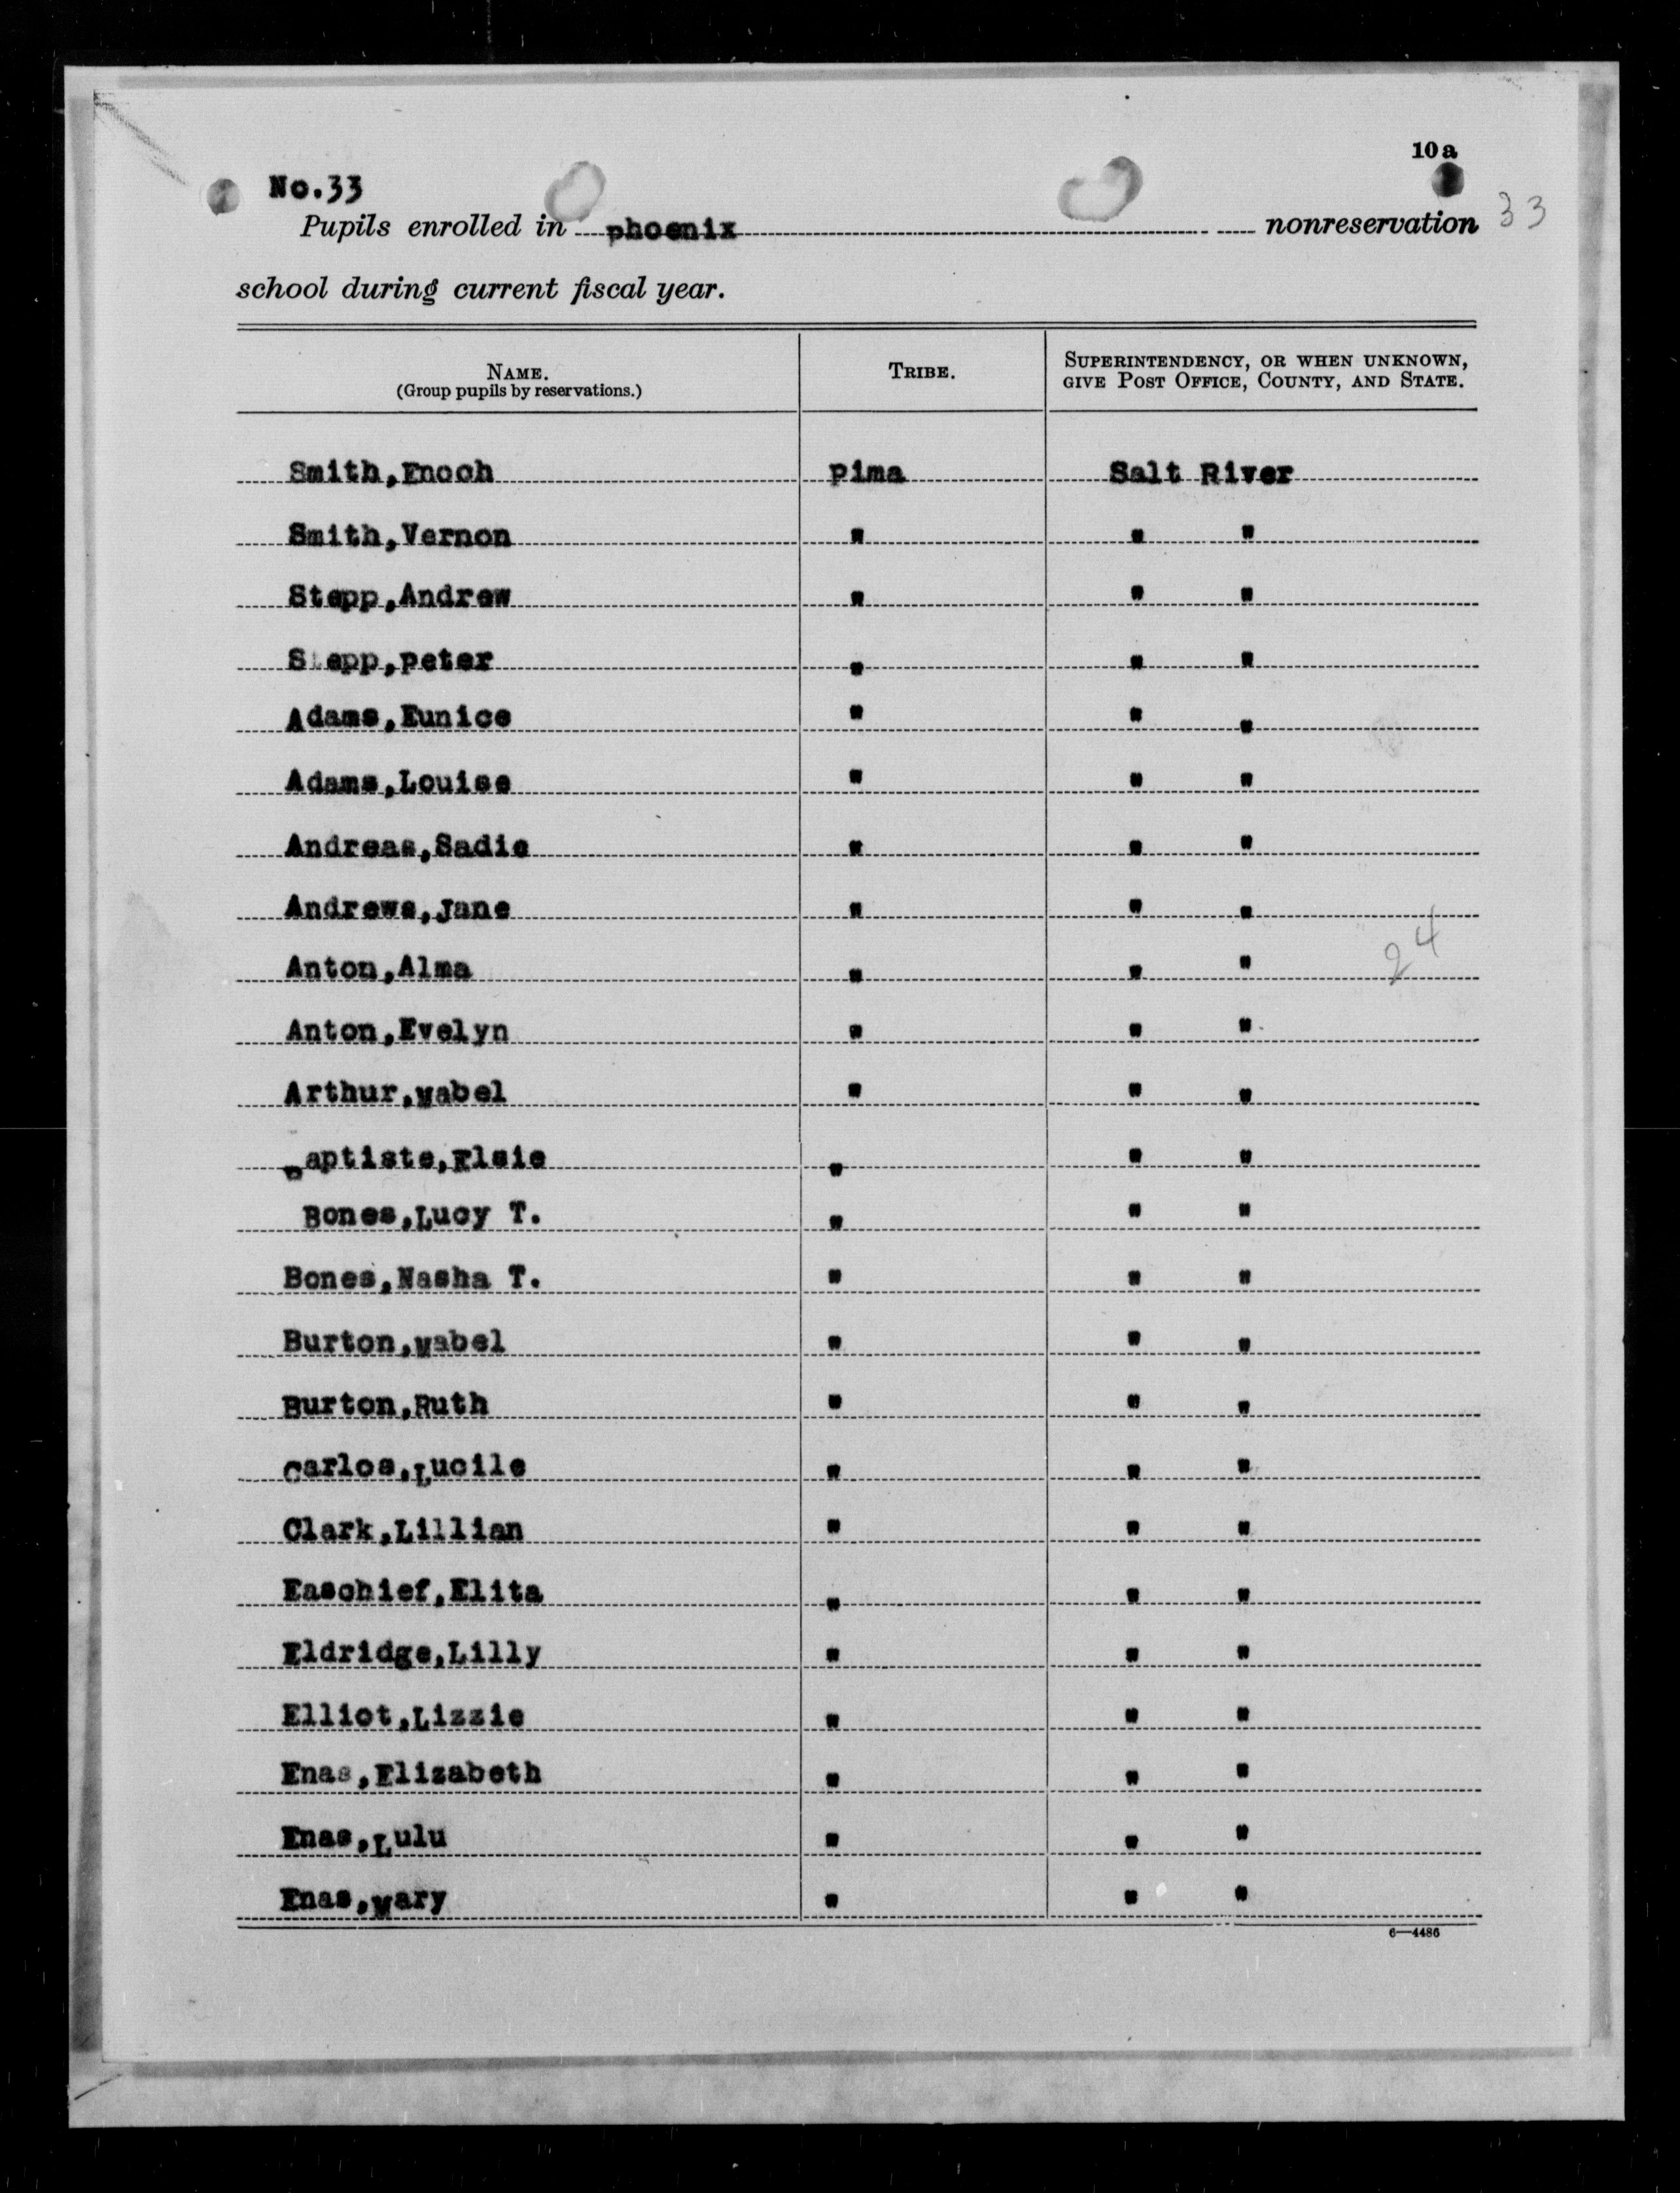 10 a
No.33
33
Pupils enrolled in phoenix nonreservation
school during current fiscal year.
NAME.
(Group pupils by reservations.)
TRIBE.
SUPERINTENDENCY, OR WHEN UNKNOWN,
GIVE POST OFFICE, COUNTY, AND STATE.
Smith,Enoch Pima Salt River
Smith,Vernon " " "
Stepp,Andrew " " "
Stepp,Peter " " "
Adams,Eunice " " "
Adams,Louise " " "
Andreas,Sadie " " "
Andrews,Jane " " "
Anton,Alma " " " 24
Anton,Evelyn " " "
Arthur,Mabel " " "
Baptiste,Elsie " " "
Bones,Lucy T. " " "
Bones,Nasha T. " " "
Burton,Mabel " " "
Burton,Ruth " " "
Carlos,Lucile " " "
Clark,Lillian " " "
Easchief,Elita " " "
Eldridge,Lilly " " "
Elliot,Lizzie " " "
Enas,Elizabeth " " "
Enas,Lulu " " "
Enas,Mary " " "
6—4486